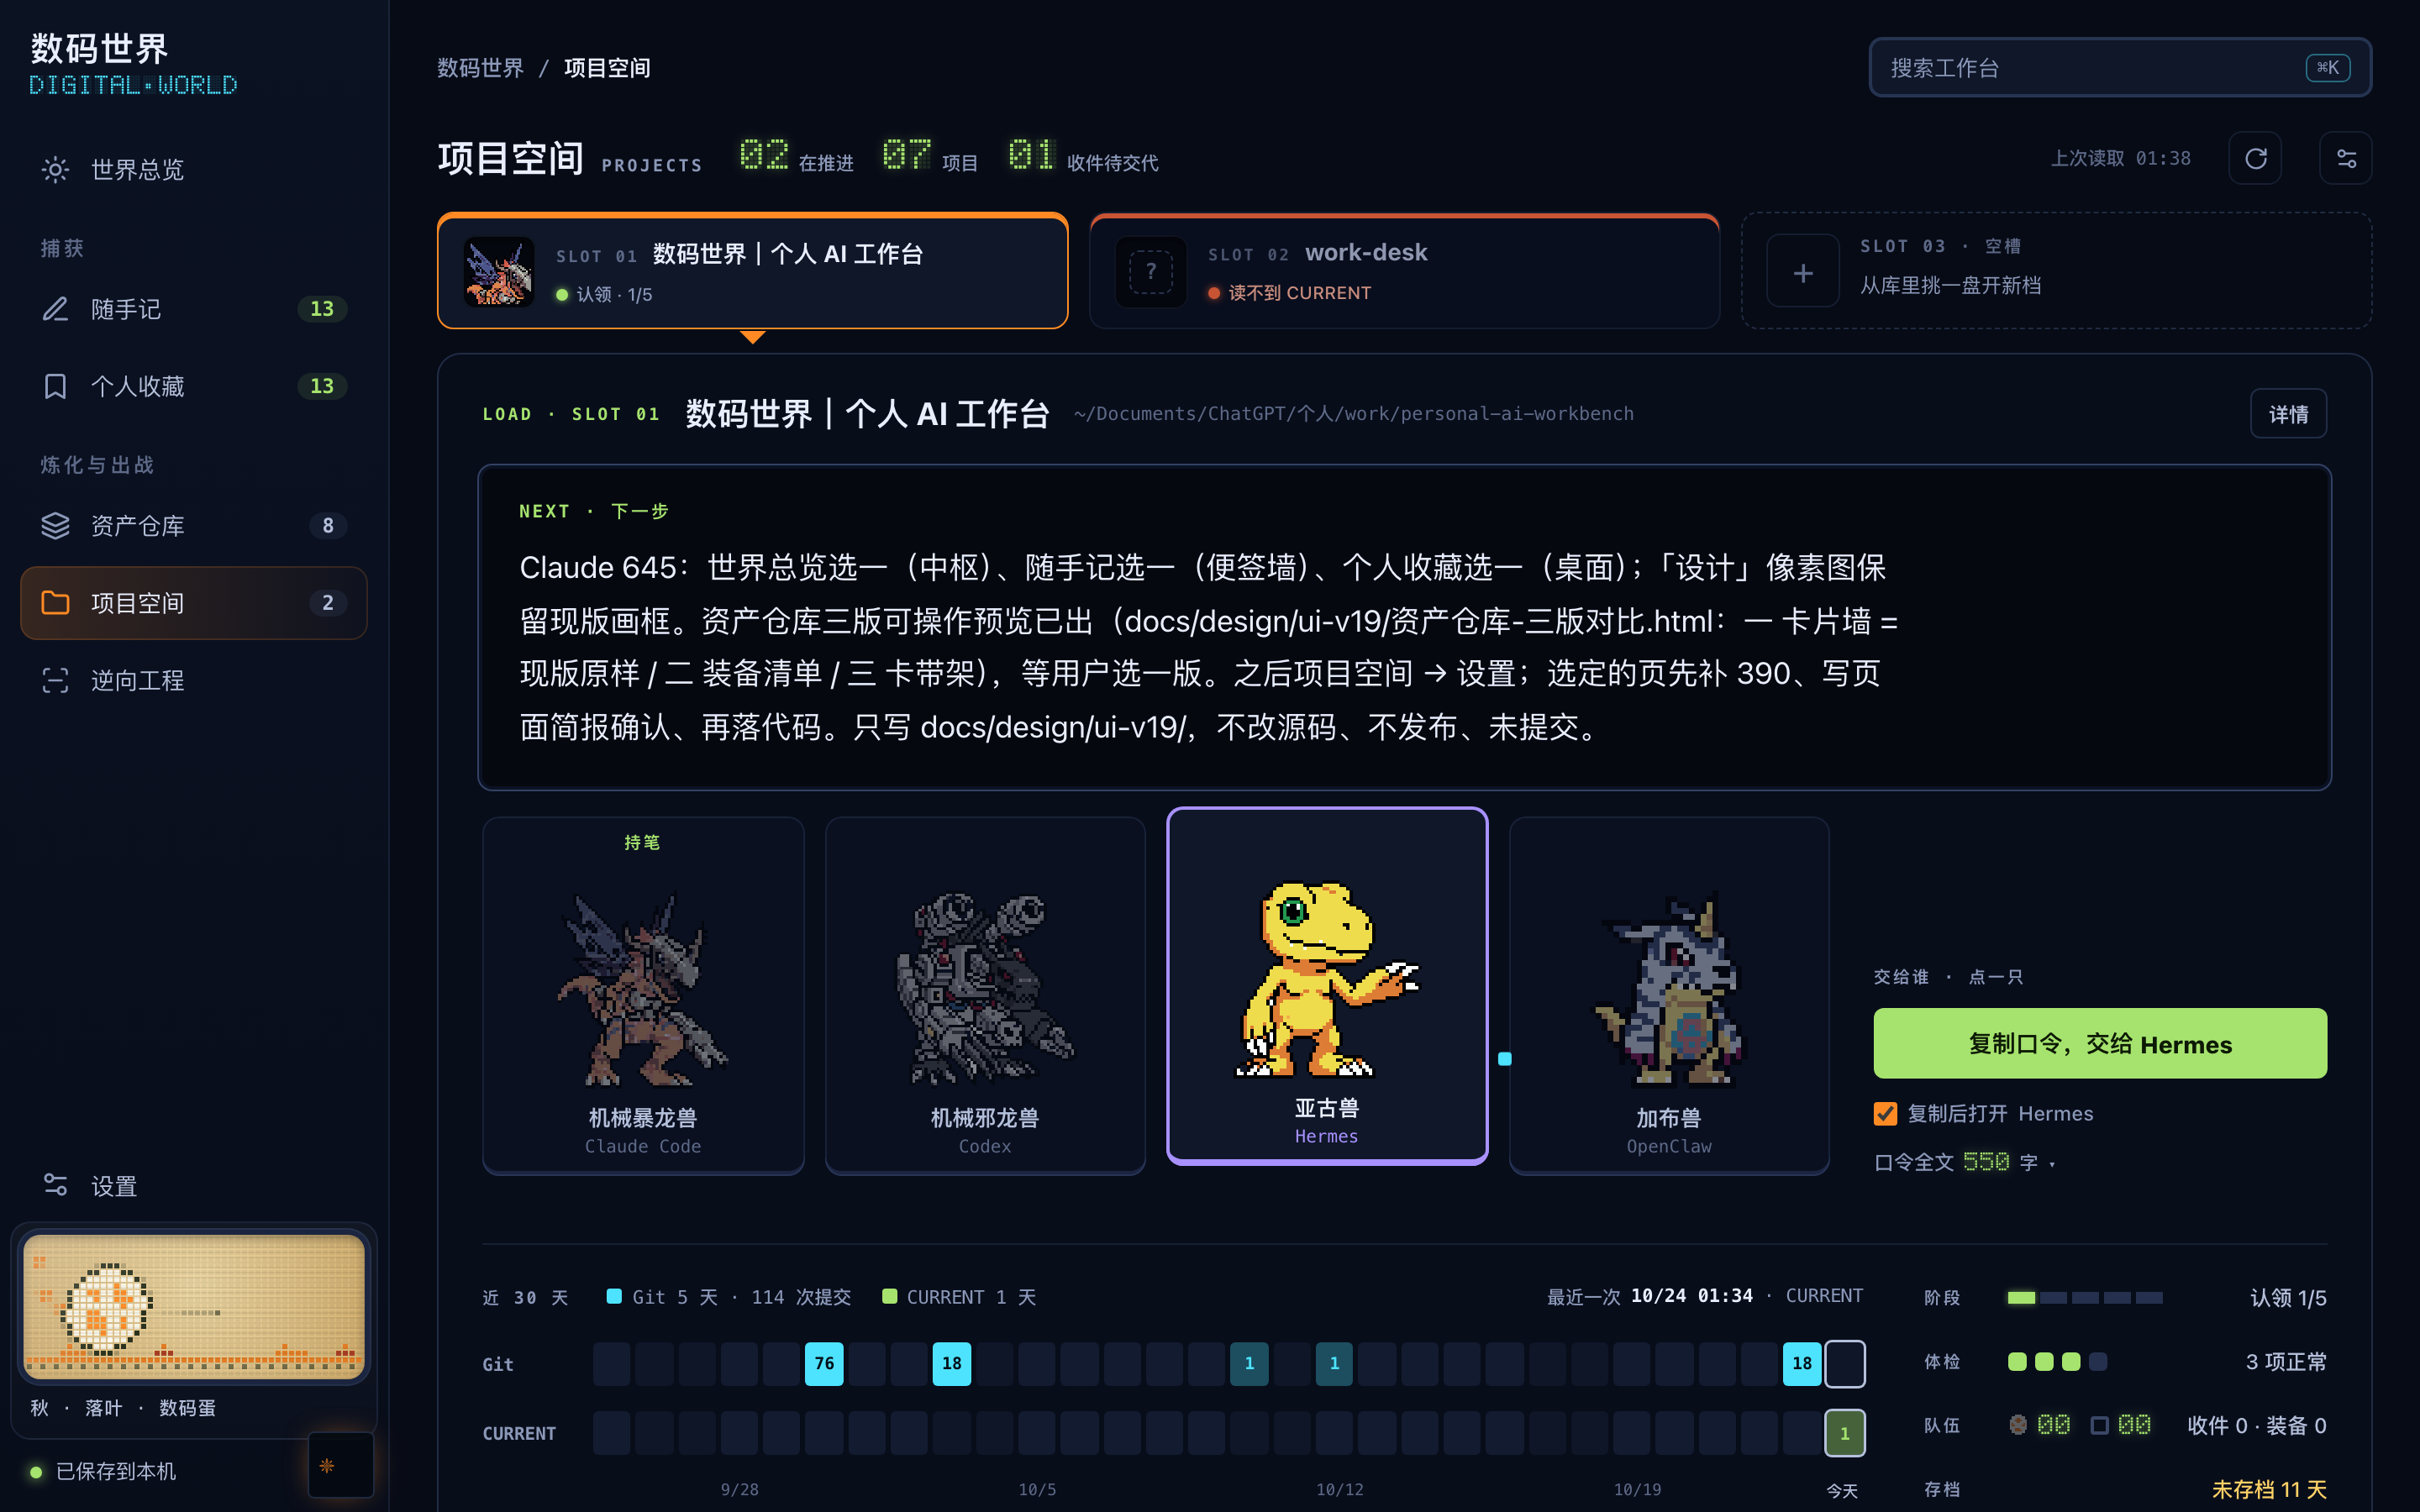 数码世界
DIGITAL·WORLD
世界总览
捕获
随手记 13
个人收藏 13
炼化与出战
资产仓库 8
项目空间 2
逆向工程
设置
秋 · 落叶 · 数码蛋
已保存到本机
数码世界 / 项目空间
搜索工作台 ⌘K
项目空间 PROJECTS 02 在推进 07 项目 01 收件待交代
上次读取 01:38
SLOT 01 数码世界｜个人 AI 工作台
认领 · 1/5
? SLOT 02 work-desk
读不到 CURRENT
+ SLOT 03 · 空槽
从库里挑一盘开新档
LOAD · SLOT 01 数码世界｜个人 AI 工作台 ~/Documents/ChatGPT/个人/work/personal-ai-workbench 详情
NEXT · 下一步
Claude 645：世界总览选一（中枢）、随手记选一（便签墙）、个人收藏选一（桌面）；「设计」像素图保
留现版画框。资产仓库三版可操作预览已出（docs/design/ui-v19/资产仓库-三版对比.html：一 卡片墙 =
现版原样 / 二 装备清单 / 三 卡带架），等用户选一版。之后项目空间 → 设置；选定的页先补 390、写页
面简报确认、再落代码。只写 docs/design/ui-v19/，不改源码、不发布、未提交。
持笔
机械暴龙兽
Claude Code
机械邪龙兽
Codex
亚古兽
Hermes
加布兽
OpenClaw
交给谁 · 点一只
复制口令，交给 Hermes
复制后打开 Hermes
口令全文 550 字 ▾
近 30 天 Git 5 天 · 114 次提交 CURRENT 1 天 最近一次 10/24 01:34 · CURRENT
Git 76 18 1 1 18
CURRENT 1
9/28 10/5 10/12 10/19 今天
阶段 认领 1/5
体检 3 项正常
队伍 00 00 收件 0 · 装备 0
存档 未存档 11 天